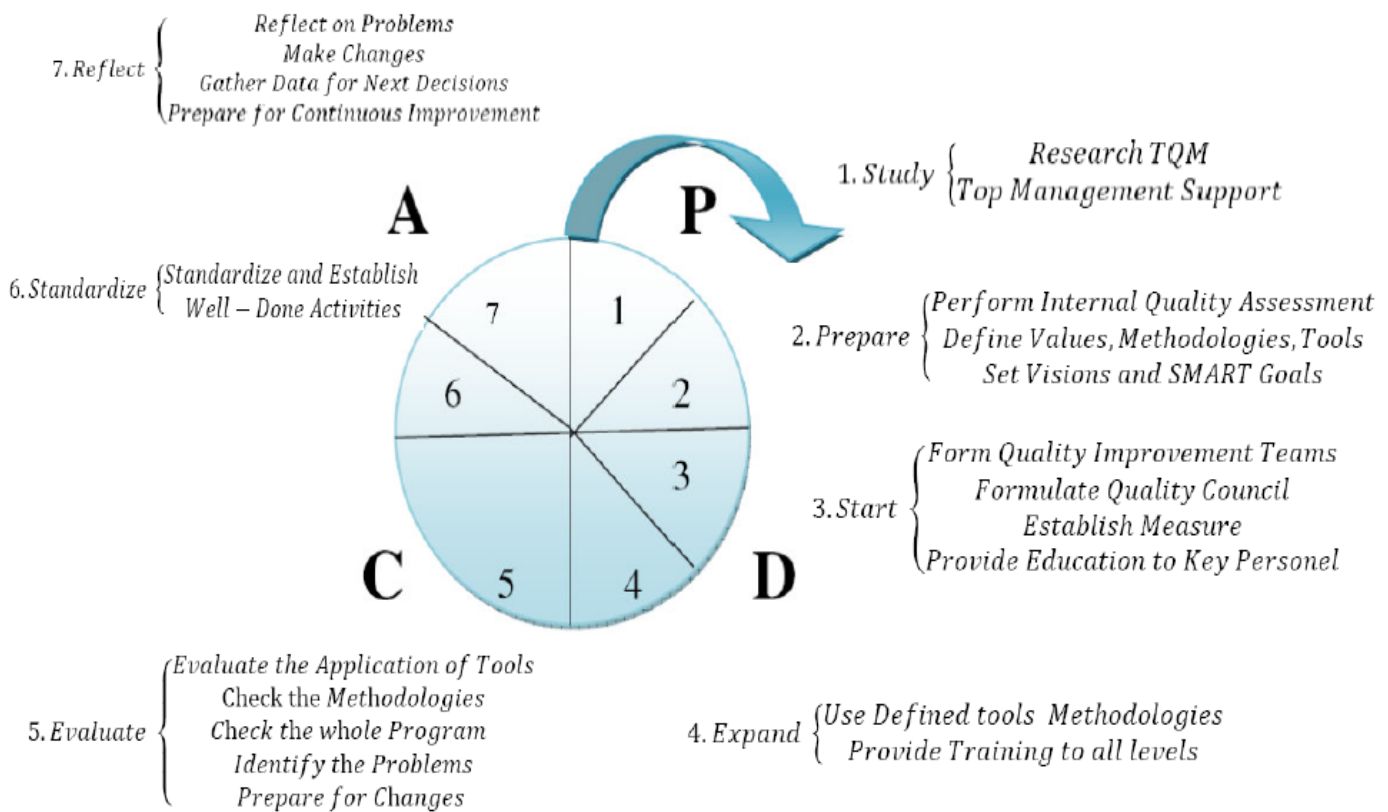 7. Reflect
Reflect on Problems
Make Changes
Gather Data for Next Decisions
Prepare for Continuous Improvement
1. Study
Research TQM
Top Management Support
A
P
6. Standardize
Standardize and Establish
Well – Done Activities
7
1
2. Prepare
Perform Internal Quality Assessment
Define Values, Methodologies, Tools
Set Visions and SMART Goals
6
2
3
3. Start
Form Quality Improvement Teams
Formulate Quality Council
Establish Measure
Provide Education to Key Personel
C
5
4
D
5. Evaluate
Evaluate the Application of Tools
Check the Methodologies
Check the whole Program
Identify the Problems
Prepare for Changes
4. Expand
Use Defined tools Methodologies
Provide Training to all levels